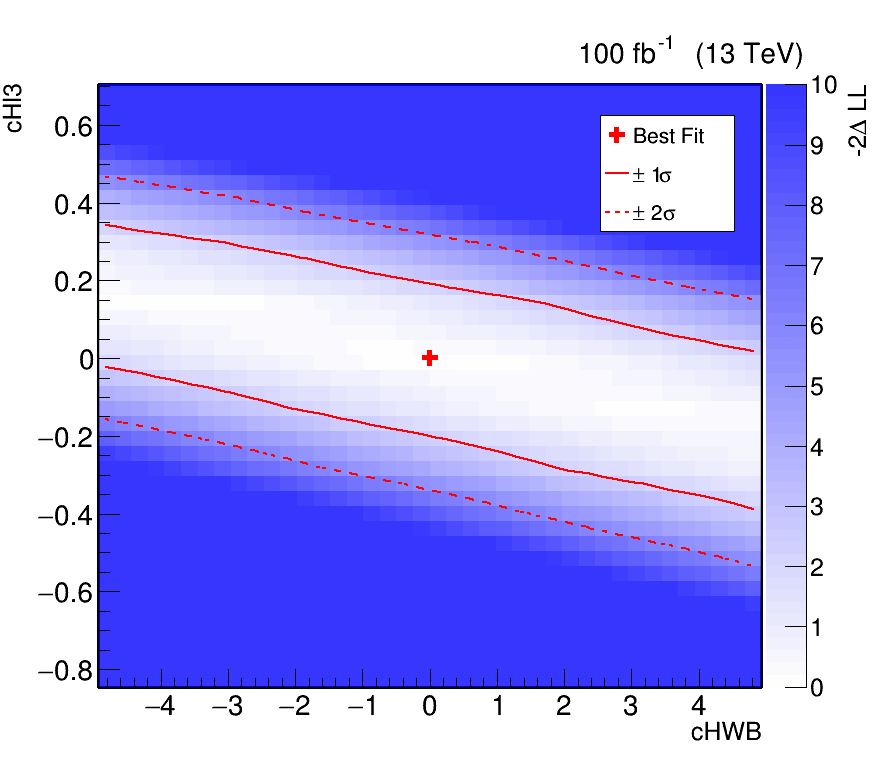 100 fb⁻¹ (13 TeV)
cHl3
0.6
0.4
0.2
0
−0.2
−0.4
−0.6
−0.8
Best Fit
± 1σ
± 2σ
10
9
8
7
6
5
4
3
2
1
0
-2Δ LL
−4 −3 −2 −1 0 1 2 3 4
cHWB